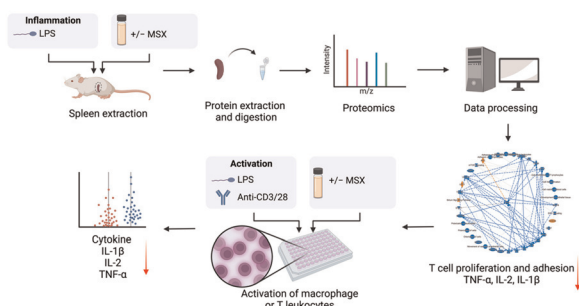 Inflammation
LPS
+/− MSX
Spleen extraction
Protein extraction
and digestion
Intensity
m/z
Proteomics
Data processing
T cell proliferation and adhesion
TNF-α, IL-2, IL-1β
Activation
LPS
Anti-CD3/28
+/− MSX
Activation of macrophage
or T leukocytes
Cytokine
IL-1β
IL-2
TNF-α